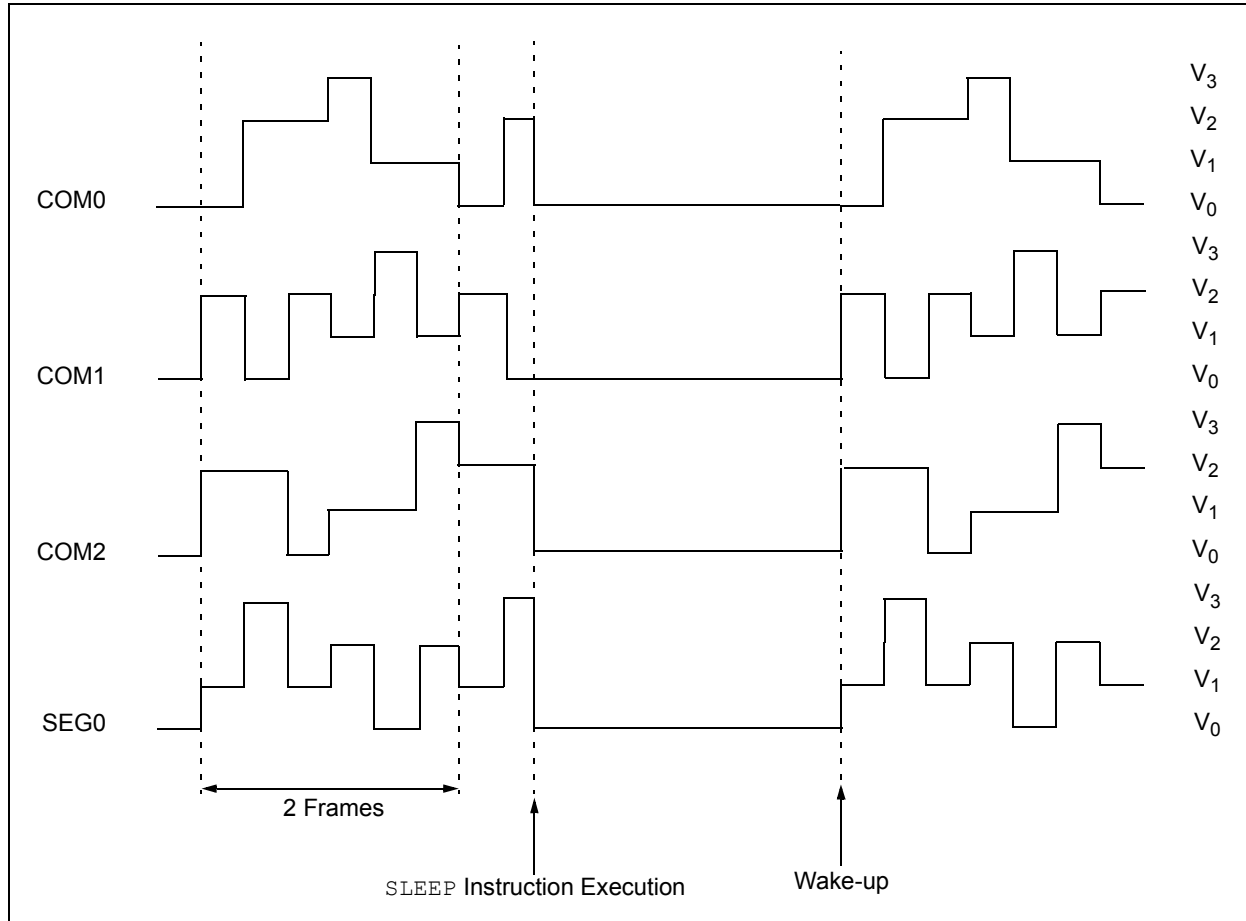 V₃
V₂
V₁
COM0 V₀
V₃
V₂
V₁
COM1 V₀
V₃
V₂
V₁
COM2 V₀
V₃
V₂
V₁
SEG0 V₀
2 Frames
SLEEP Instruction Execution Wake-up